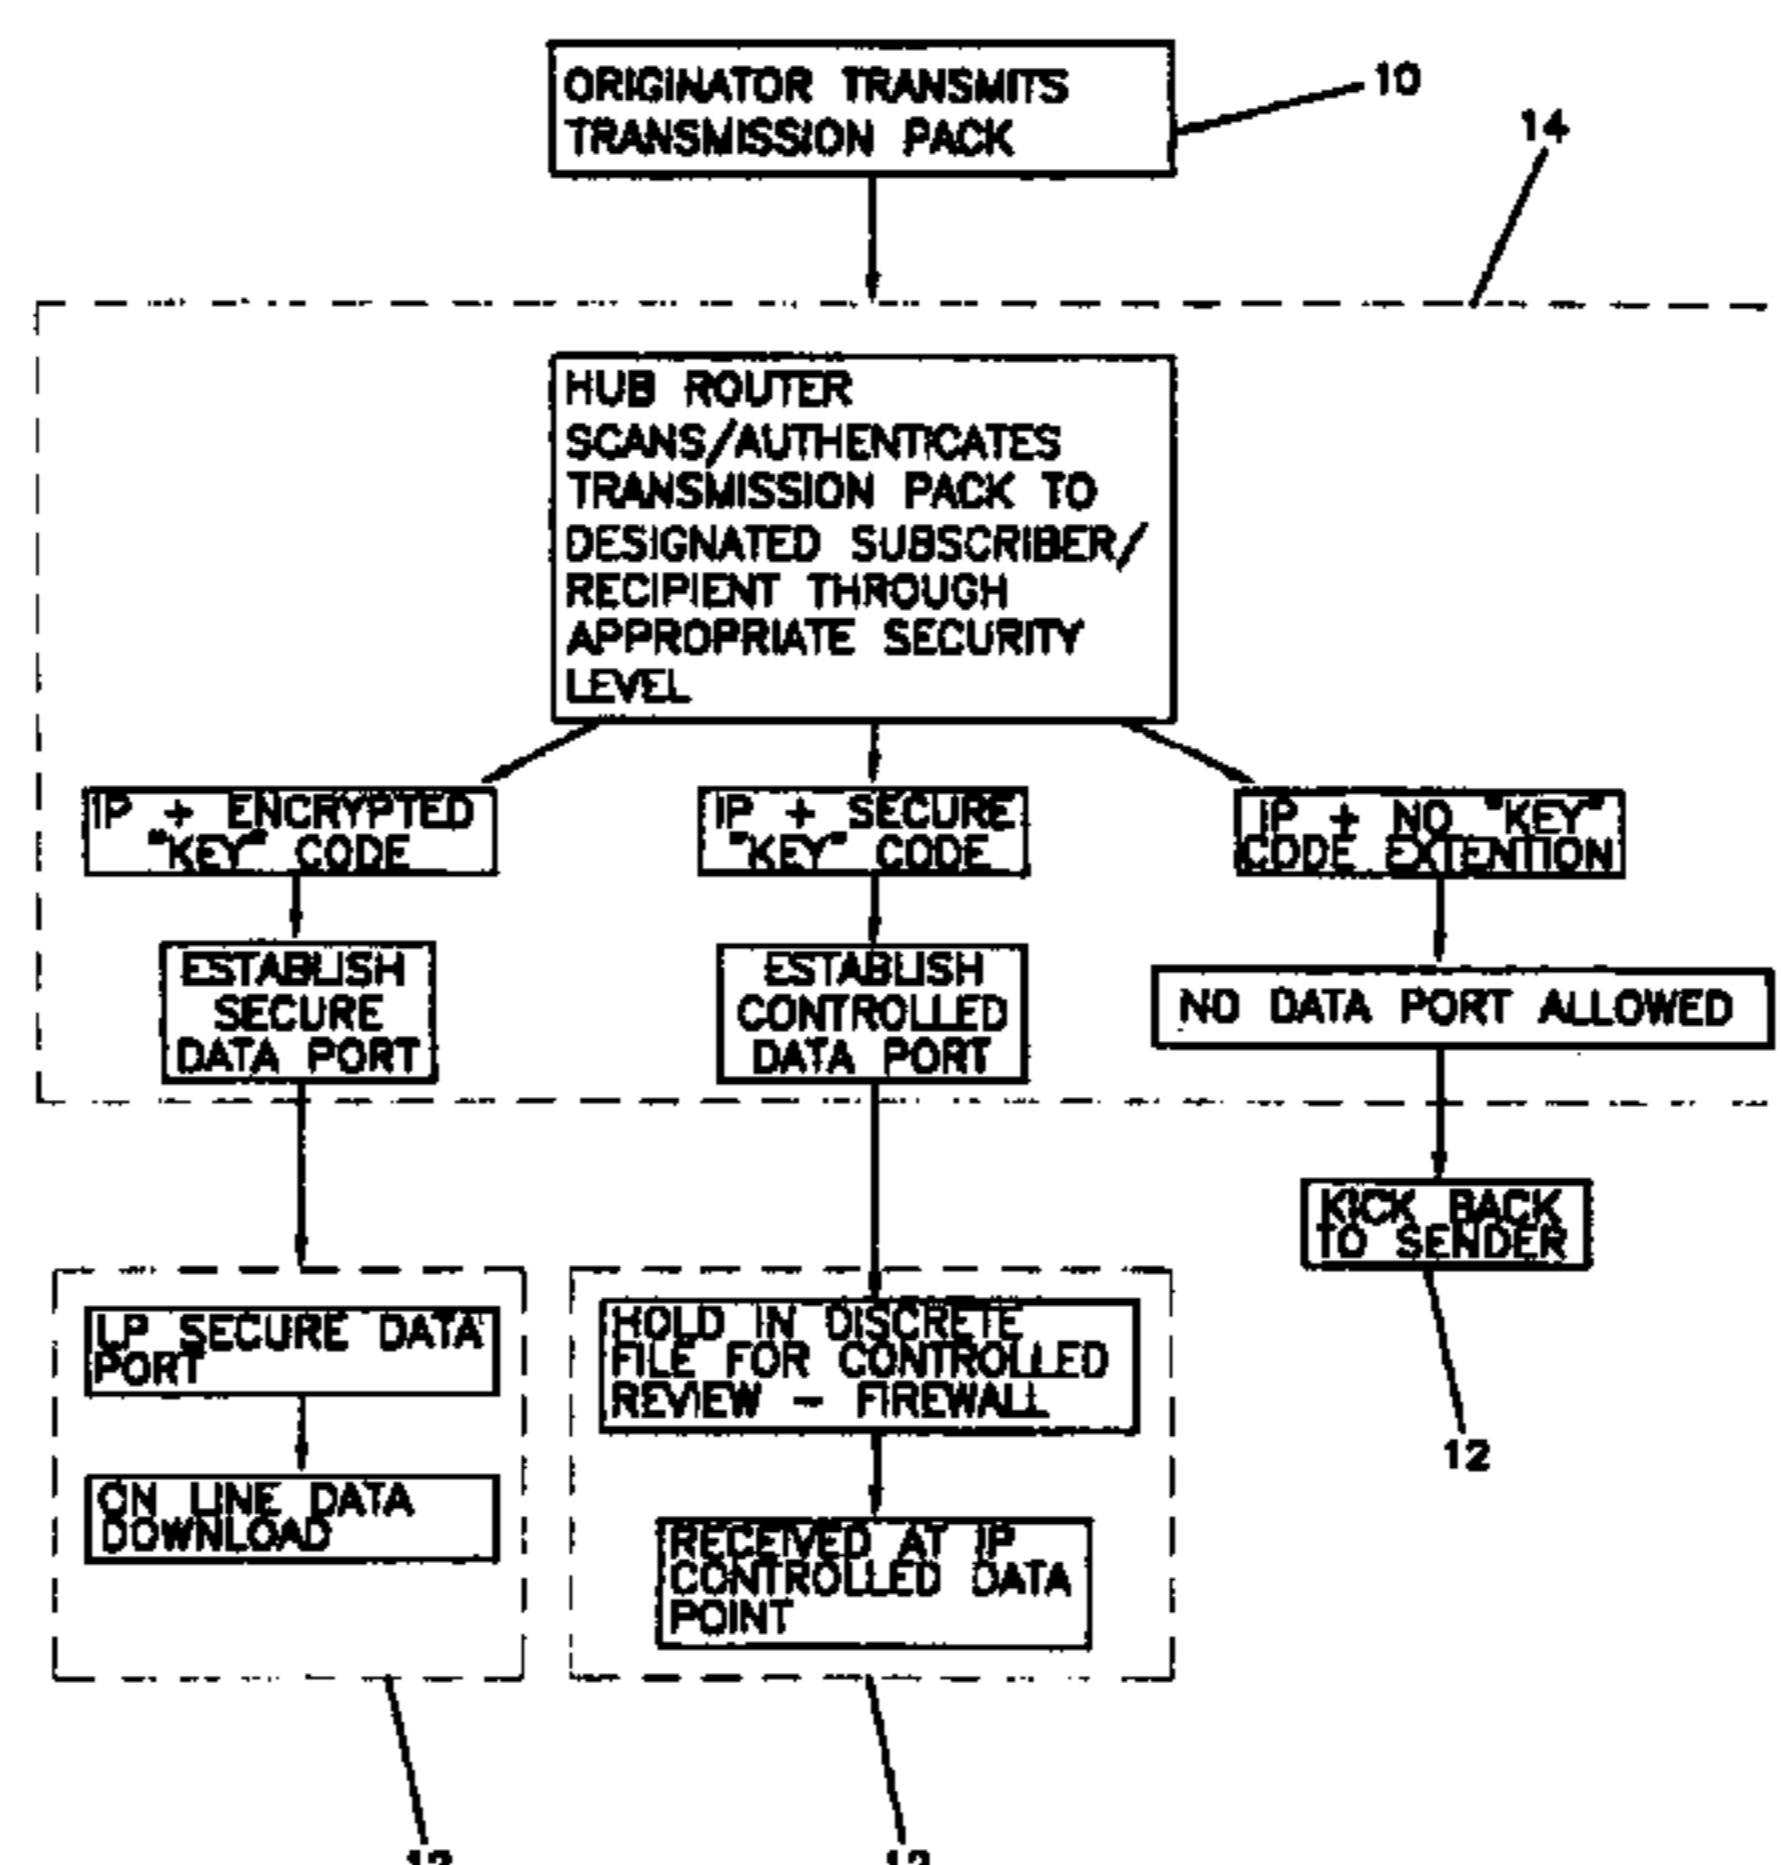 ORIGINATOR TRANSMITS
TRANSMISSION PACK
10
14
HUB ROUTER
SCANS/AUTHENTICATES
TRANSMISSION PACK TO
DESIGNATED SUBSCRIBER/
RECIPIENT THROUGH
APPROPRIATE SECURITY
LEVEL
IP + ENCRYPTED
"KEY" CODE
IP + SECURE
"KEY" CODE
IP + NO "KEY"
CODE EXTENTION
ESTABLISH
SECURE
DATA PORT
ESTABLISH
CONTROLLED
DATA PORT
NO DATA PORT ALLOWED
KICK BACK
TO SENDER
12
I.P SECURE DATA
PORT
ON LINE DATA
DOWNLOAD
HOLD IN DISCRETE
FILE FOR CONTROLLED
REVIEW - FIREWALL
RECEIVED AT IP
CONTROLLED DATA
POINT